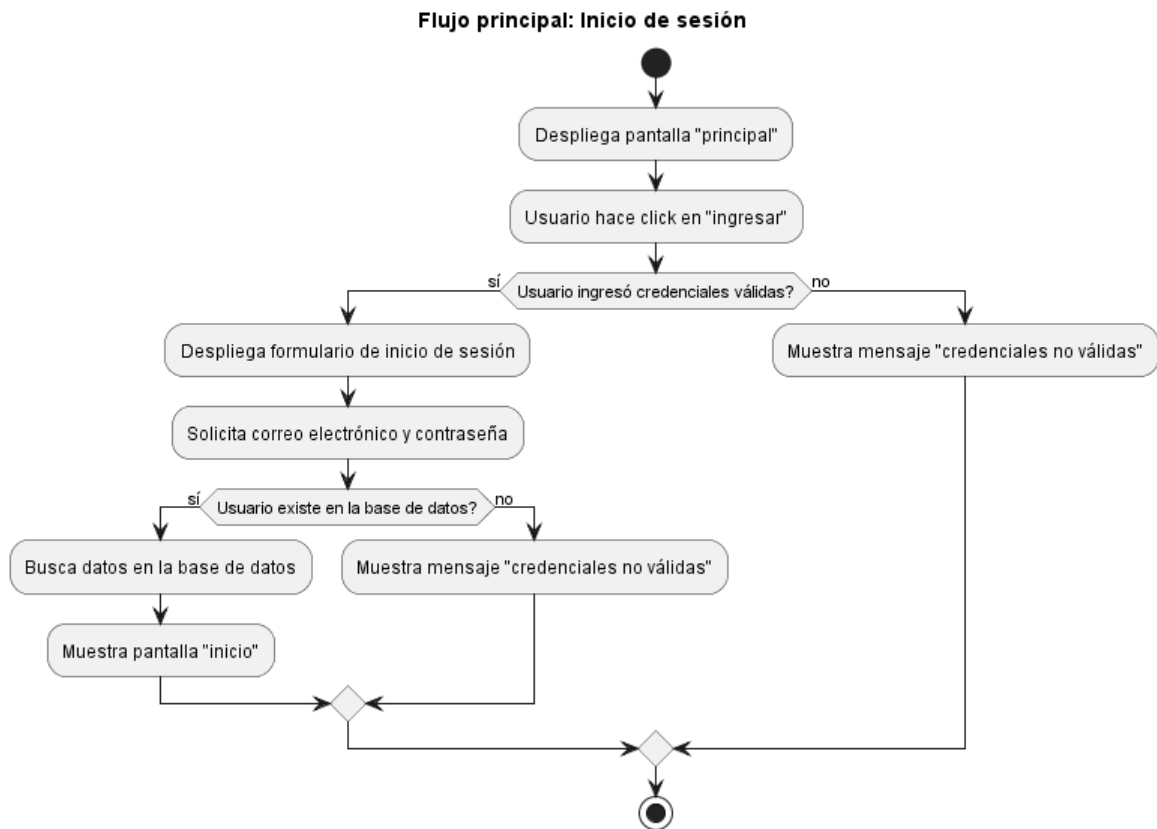 Flujo principal: Inicio de sesión
Despliega pantalla "principal"
Usuario hace click en "ingresar"
sí
Usuario ingresó credenciales válidas?
no
Despliega formulario de inicio de sesión
Muestra mensaje "credenciales no válidas"
Solicita correo electrónico y contraseña
sí
Usuario existe en la base de datos?
no
Busca datos en la base de datos
Muestra mensaje "credenciales no válidas"
Muestra pantalla "inicio"